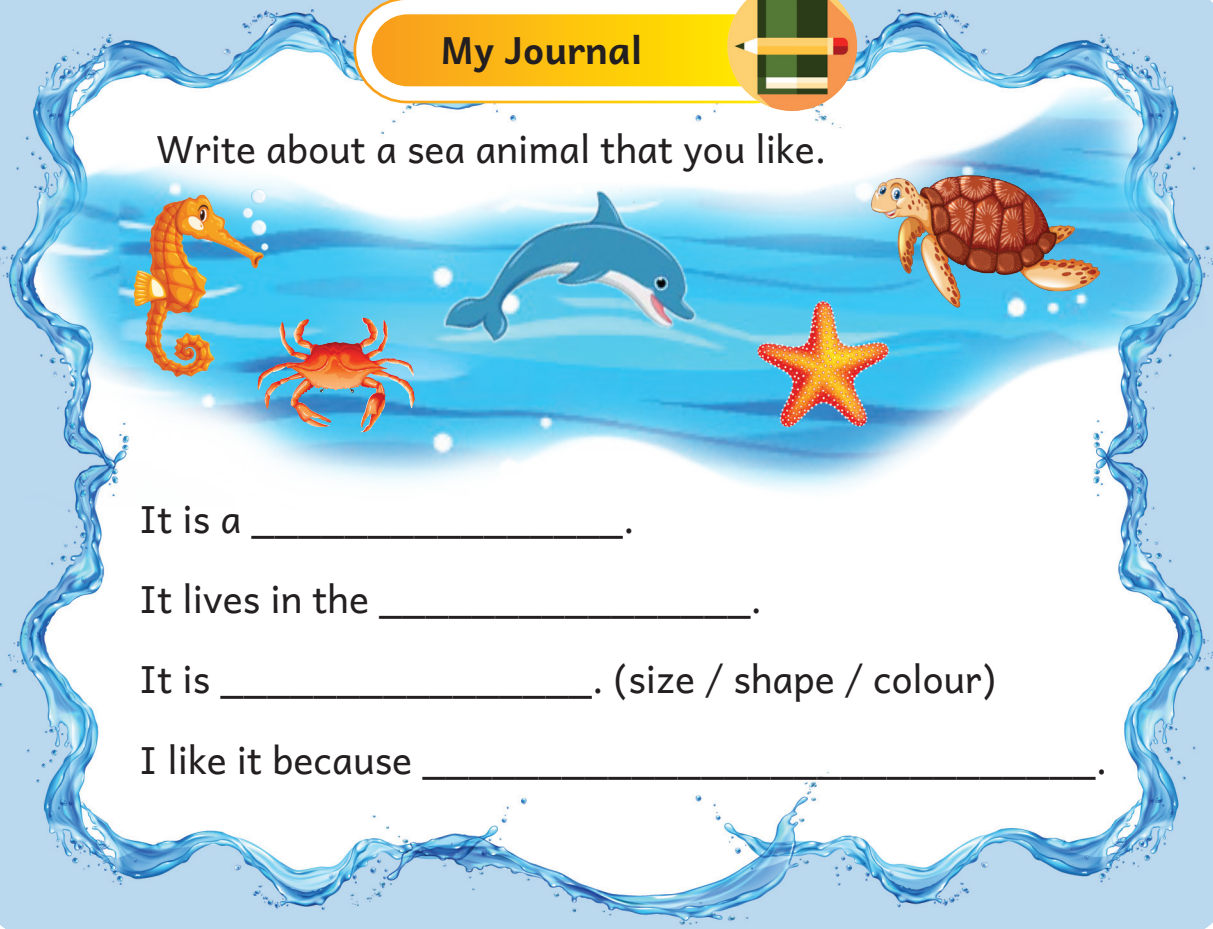 My Journal
Write about a sea animal that you like.
It is a ________________.
It lives in the ________________.
It is ________________. (size / shape / colour)
I like it because _____________________________.